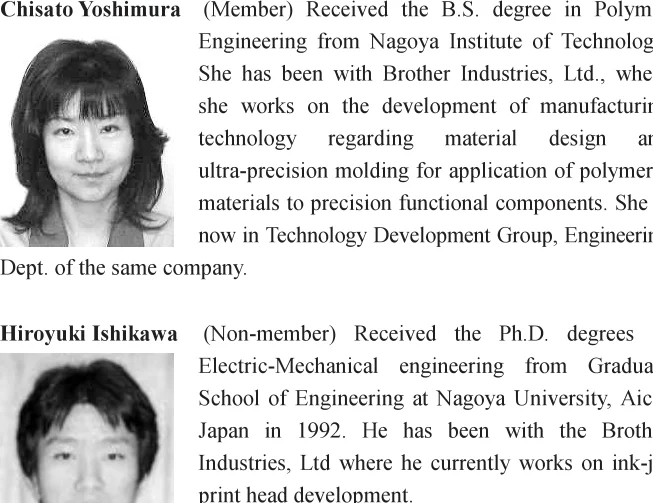 Chisato Yoshimura (Member) Received the B.S. degree in Polym
Engineering from Nagoya Institute of Technolog
She has been with Brother Industries, Ltd., whe
she works on the development of manufacturin
technology regarding material design an
ultra-precision molding for application of polymer
materials to precision functional components. She
now in Technology Development Group, Engineerin
Dept. of the same company.
Hiroyuki Ishikawa (Non-member) Received the Ph.D. degrees
Electric-Mechanical engineering from Gradua
School of Engineering at Nagoya University, Aic
Japan in 1992. He has been with the Broth
Industries, Ltd where he currently works on ink-j
print head development.